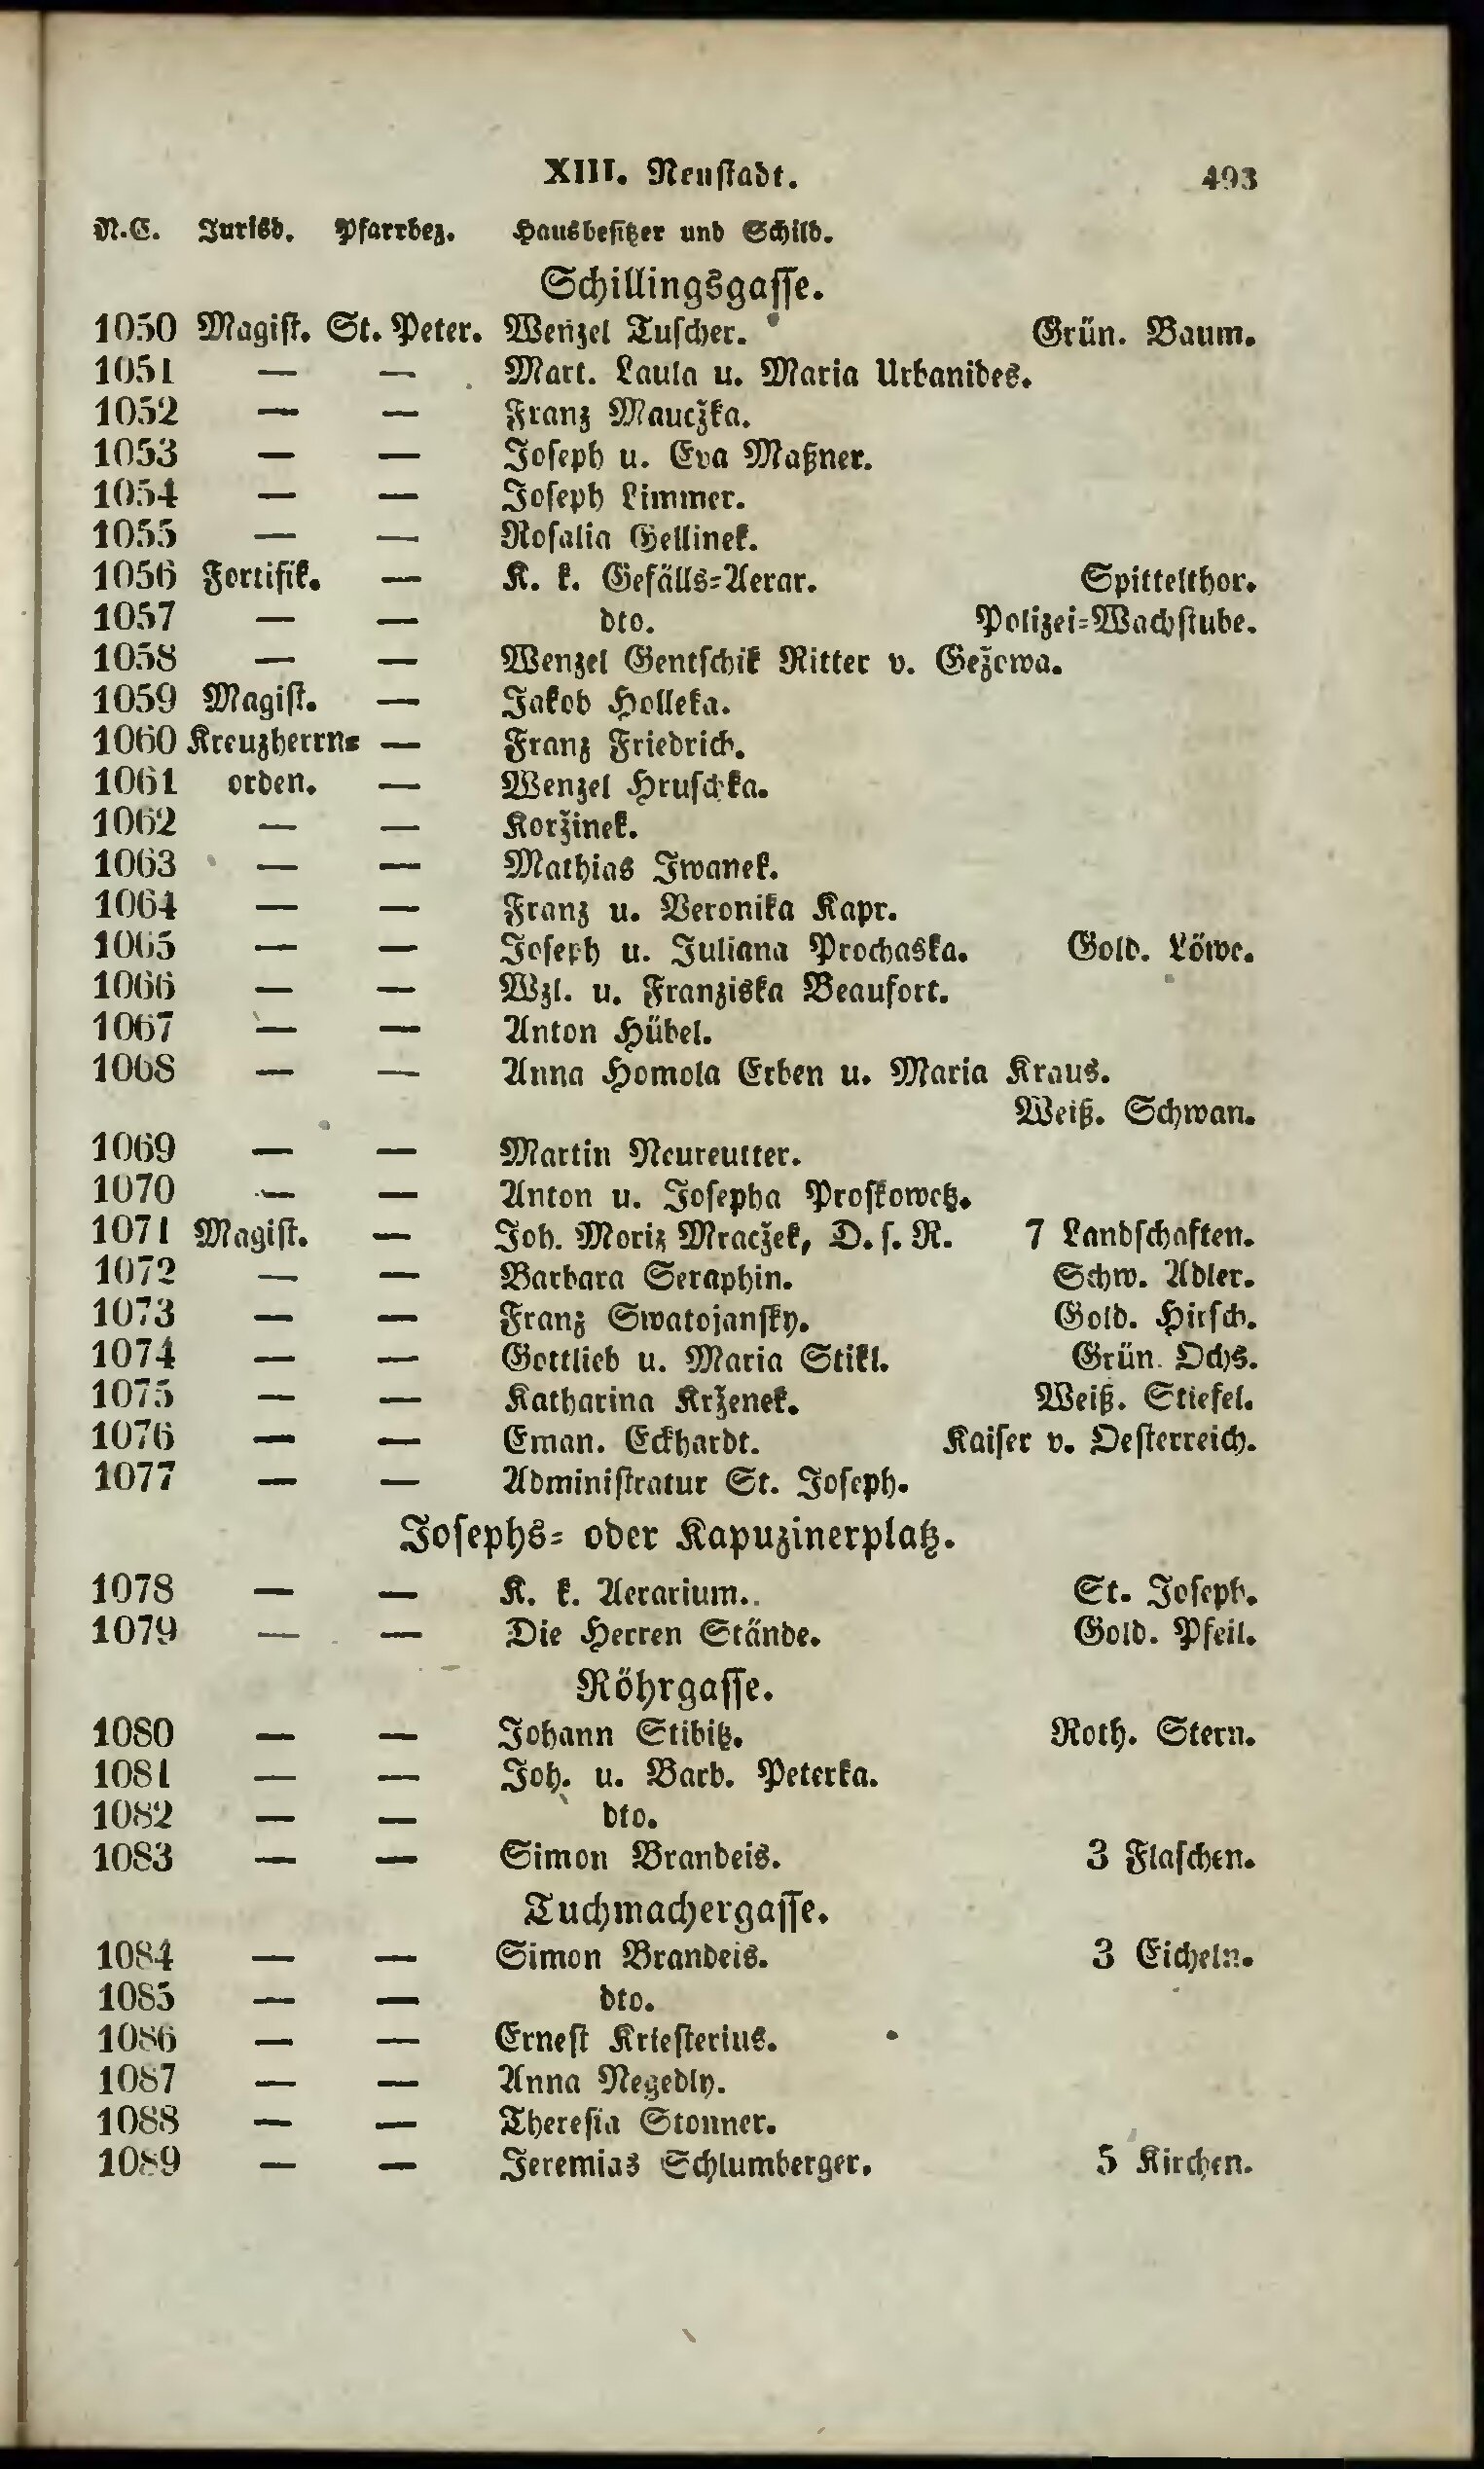 XIII. Neustadt. 493
N.C. Jurisd. Pfarrbez. Hausbesitzer und Schild.
Schillingsgasse.
1050 Magist. St. Peter. Wenzel Tuscher. Grün. Baum.
1051 — — Mart. Laula u. Maria Urbanides.
1052 — — Franz Mauczka.
1053 — — Joseph u. Eva Maßner.
1054 — — Joseph Limmer.
1055 — — Rosalia Gellinek.
1056 Fortifik. — K. k. Gefälls-Aerar. Spittelthor.
1057 — — dto. Polizei-Wachstube.
1058 — — Wenzel Gentschik Ritter v. Gežowa.
1059 Magist. — Jakob Holleka.
1060 Kreuzherrn- — Franz Friedrich.
1061 orden. — Wenzel Hruschka.
1062 — — Koržinek.
1063 — — Mathias Iwanek.
1064 — — Franz u. Veronika Kapr.
1065 — — Joseph u. Juliana Prochaska. Gold. Löwe.
1066 — — Wzl. u. Franziska Beaufort.
1067 — — Anton Hübel.
1068 — — Anna Homola Erben u. Maria Kraus.
Weiß. Schwan.
1069 — — Martin Neureutter.
1070 — — Anton u. Josepha Proskowetz.
1071 Magist. — Joh. Moriz Mraczek, D. s. R. 7 Landschaften.
1072 — — Barbara Seraphin. Schw. Adler.
1073 — — Franz Swatojansky. Gold. Hirsch.
1074 — — Gottlieb u. Maria Stikl. Grün. Ochs.
1075 — — Katharina Krženek. Weiß. Stiefel.
1076 — — Eman. Eckhardt. Kaiser v. Oesterreich.
1077 — — Administratur St. Joseph.
Josephs- oder Kapuzinerplatz.
1078 — — K. k. Aerarium. St. Joseph.
1079 — — Die Herren Stände. Gold. Pfeil.
Röhrgasse.
1080 — — Johann Stibitz. Roth. Stern.
1081 — — Joh. u. Barb. Peterka.
1082 — — dto.
1083 — — Simon Brandeis. 3 Flaschen.
Tuchmachergasse.
1084 — — Simon Brandeis. 3 Eicheln.
1085 — — dto.
1086 — — Ernest Kriesterius.
1087 — — Anna Negedly.
1088 — — Theresia Stonner.
1089 — — Jeremias Schlumberger. 5 Kirchen.